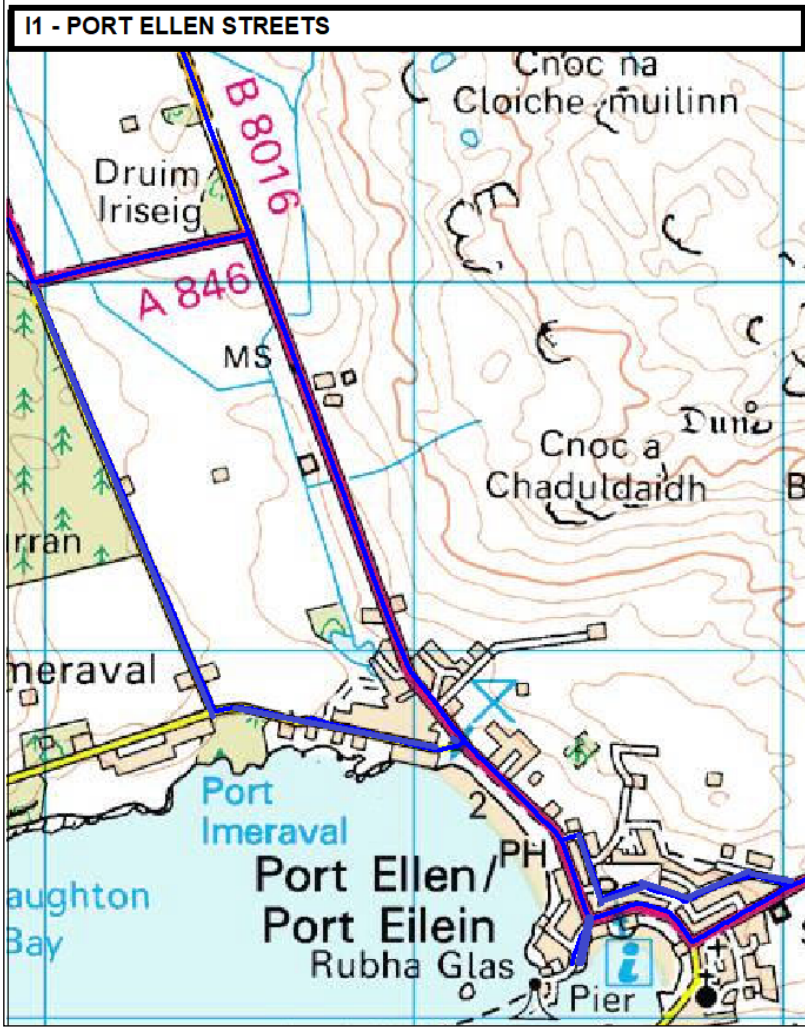 I1 - PORT ELLEN STREETS
Cnoc na
Cloiche muilinn
B 8016
Druim
Iriseig
A 846
MS
Dun
Cnoc a
Chaduldaidh
B
rran
meraval
Port
Imeraval
2
PH
Port Ellen/
Port Eilein
aughton
Bay
Rubha Glas
i
Pier